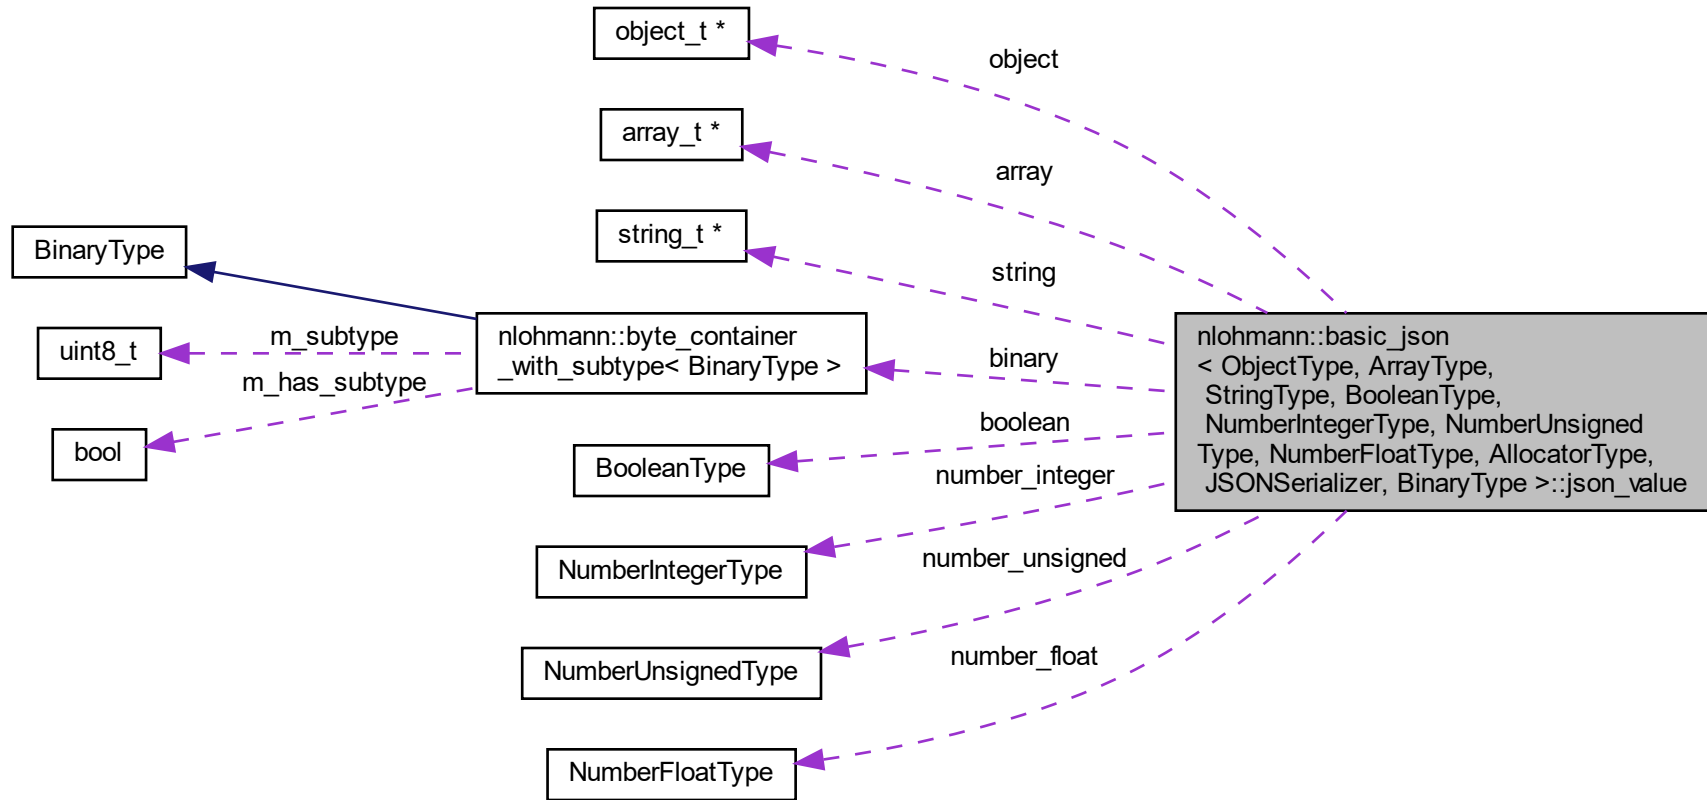 object_t *
object
array_t *
array
string_t *
string
BinaryType
uint8_t
m_subtype
m_has_subtype
bool
nlohmann::byte_container
_with_subtype< BinaryType >
binary
boolean
BooleanType
number_integer
NumberIntegerType
number_unsigned
NumberUnsignedType
number_float
NumberFloatType
nlohmann::basic_json
< ObjectType, ArrayType,
StringType, BooleanType,
NumberIntegerType, NumberUnsigned
Type, NumberFloatType, AllocatorType,
JSONSerializer, BinaryType >::json_value